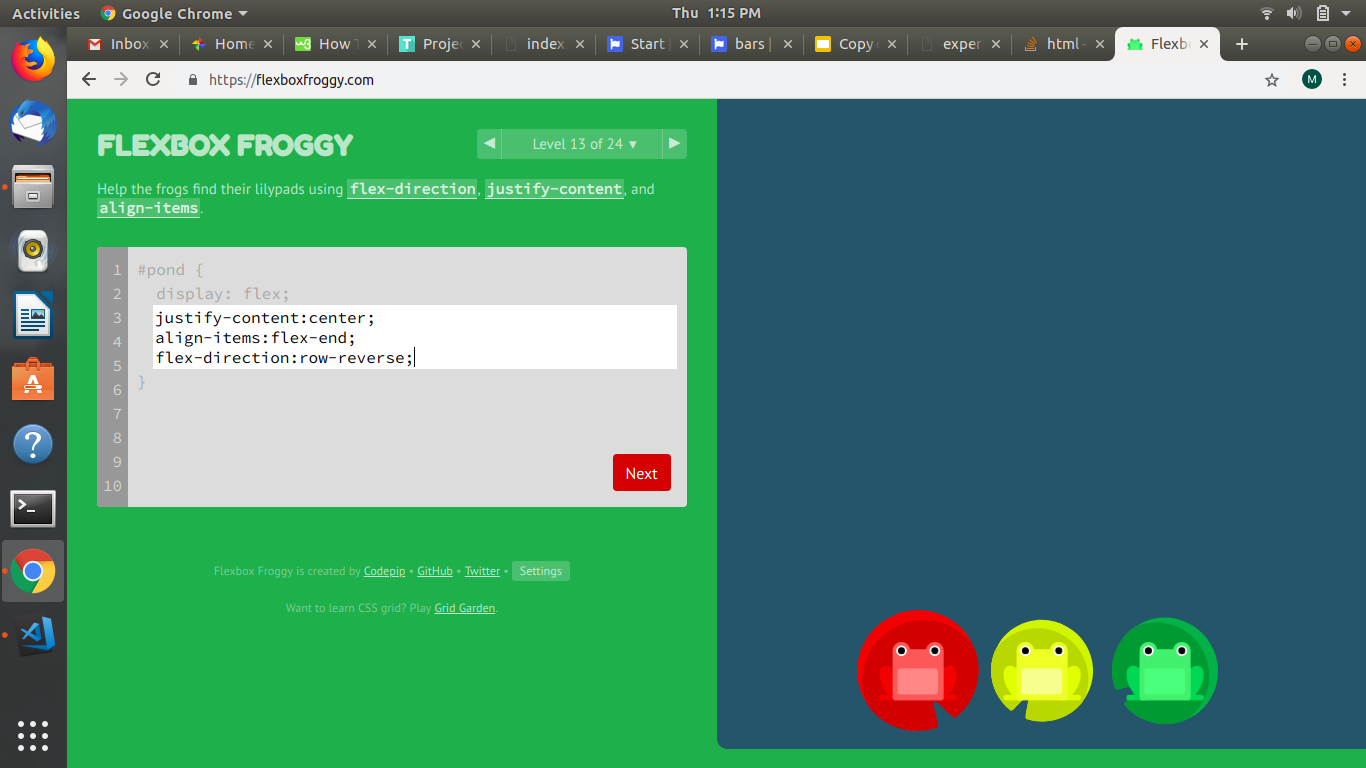 Activities Google Chrome Thu 1:15 PM
Inbox Home How T Proje index Start bars | Copy exper html - Flexb
https://flexboxfroggy.com M
FLEXBOX FROGGY
Level 13 of 24
Help the frogs find their lilypads using flex-direction, justify-content, and
align-items.
1 #pond {
2 display: flex;
3 justify-content:center;
4 align-items:flex-end;
5 flex-direction:row-reverse;
6 }
7
8
9
10
Next
Flexbox Froggy is created by Codepip • GitHub • Twitter • Settings
Want to learn CSS grid? Play Grid Garden.